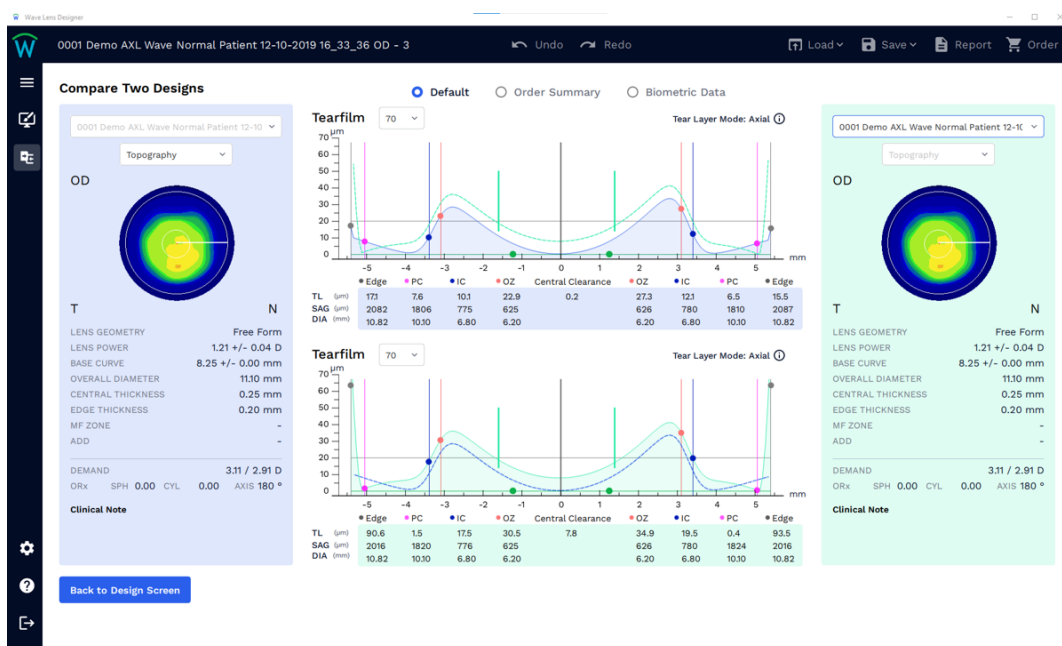 Wave Lens Designer
0001 Demo AXL Wave Normal Patient 12-10-2019 16_33_36 OD - 3
Undo
Redo
Load
Save
Report
Order
Compare Two Designs
Default
Order Summary
Biometric Data
0001 Demo AXL Wave Normal Patient 12-10
Topography
OD
T N
LENS GEOMETRY Free Form
LENS POWER 1.21 +/- 0.04 D
BASE CURVE 8.25 +/- 0.00 mm
OVERALL DIAMETER 11.10 mm
CENTRAL THICKNESS 0.25 mm
EDGE THICKNESS 0.20 mm
MF ZONE -
ADD -
DEMAND 3.11 / 2.91 D
ORx SPH 0.00 CYL 0.00 AXIS 180 °
Clinical Note
Back to Design Screen
Tearfilm 70 Tear Layer Mode: Axial
μm
70
60
50
40
30
20
10
0
-5 -4 -3 -2 -1 0 1 2 3 4 5 mm
Edge PC IC OZ Central Clearance OZ IC PC Edge
TL (μm) 17.1 7.6 10.1 22.9 0.2 27.3 12.1 6.5 15.5
SAG (μm) 2082 1806 775 625 626 780 1810 2087
DIA (mm) 10.82 10.10 6.80 6.20 6.20 6.80 10.10 10.82
Tearfilm 70 Tear Layer Mode: Axial
μm
70
60
50
40
30
20
10
0
-5 -4 -3 -2 -1 0 1 2 3 4 5 mm
Edge PC IC OZ Central Clearance OZ IC PC Edge
TL (μm) 90.6 1.5 17.5 30.5 7.8 34.9 19.5 0.4 93.5
SAG (μm) 2016 1820 776 625 626 780 1824 2016
DIA (mm) 10.82 10.10 6.80 6.20 6.20 6.80 10.10 10.82
0001 Demo AXL Wave Normal Patient 12-1(
Topography
OD
T N
LENS GEOMETRY Free Form
LENS POWER 1.21 +/- 0.04 D
BASE CURVE 8.25 +/- 0.00 mm
OVERALL DIAMETER 11.10 mm
CENTRAL THICKNESS 0.25 mm
EDGE THICKNESS 0.20 mm
MF ZONE -
ADD -
DEMAND 3.11 / 2.91 D
ORx SPH 0.00 CYL 0.00 AXIS 180 °
Clinical Note